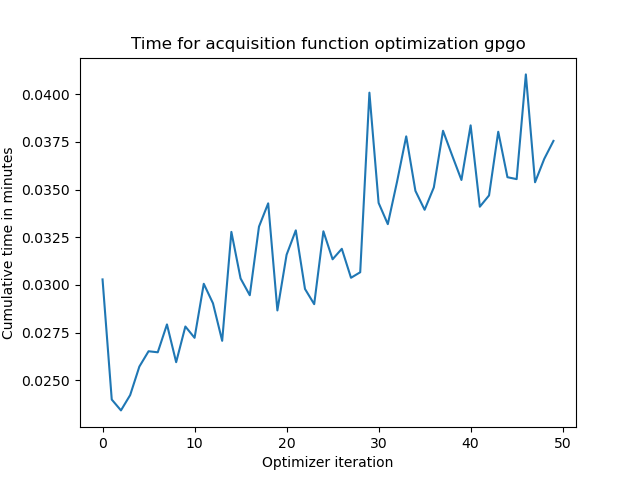 Time for acquisition function optimization gpgo
Cumulative time in minutes
0.0400
0.0375
0.0350
0.0325
0.0300
0.0275
0.0250
0 10 20 30 40 50
Optimizer iteration